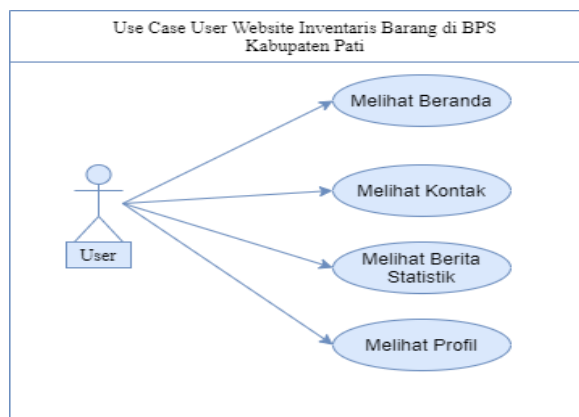 Use Case User Website Inventaris Barang di BPS
Kabupaten Pati
Melihat Beranda
Melihat Kontak
User
Melihat Berita
Statistik
Melihat Profil